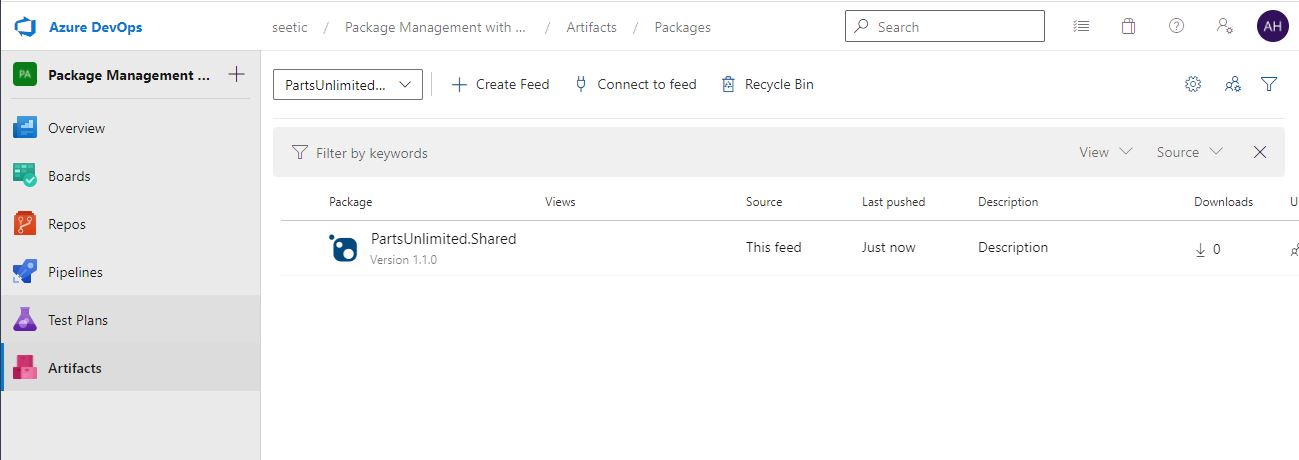 Azure DevOps
seetic / Package Management with ... / Artifacts / Packages
Search
AH
PA
Package Management ...
PartsUnlimited...
Create Feed
Connect to feed
Recycle Bin
Overview
Boards
Repos
Pipelines
Test Plans
Artifacts
Filter by keywords
View
Source
Package Views Source Last pushed Description Downloads U
PartsUnlimited.Shared
Version 1.1.0
This feed
Just now
Description
0